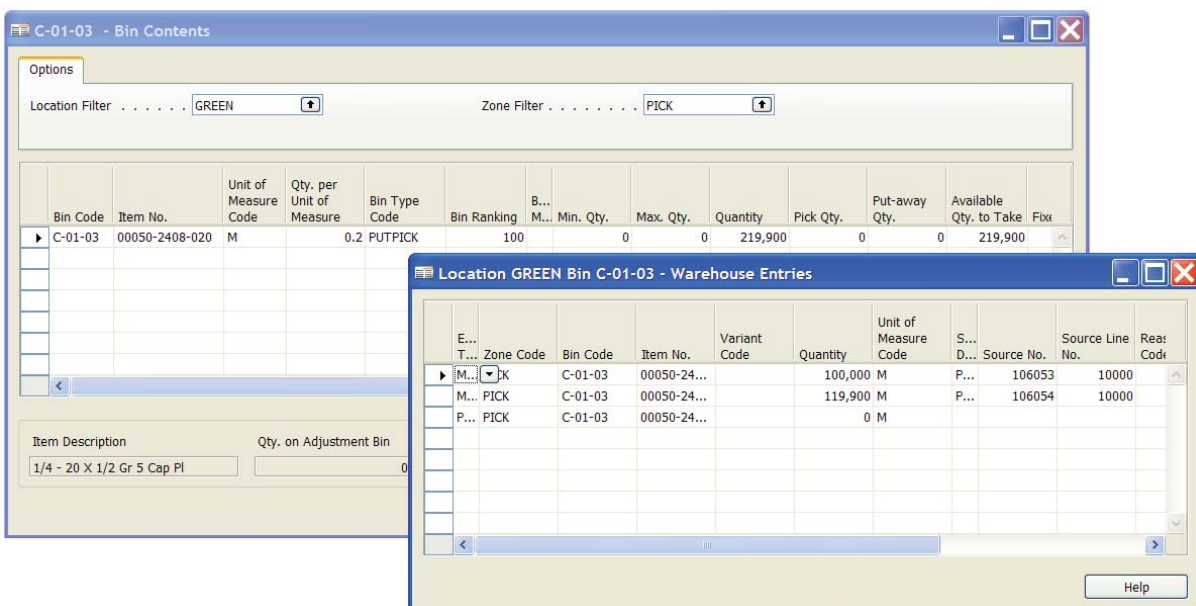 C-01-03 - Bin Contents
Options
Location Filter . . . . . . GREEN Zone Filter . . . . . . . . PICK
Bin Code Item No. Unit of Measure Code Qty. per Unit of Measure Bin Type Code Bin Ranking B... M... Min. Qty. Max. Qty. Quantity Pick Qty. Put-away Qty. Available Qty. to Take Fixe
C-01-03 00050-2408-020 M 0.2 PUTPICK 100 0 0 219,900 0 0 219,900
Location GREEN Bin C-01-03 - Warehouse Entries
E... T... Zone Code Bin Code Item No. Variant Code Quantity Unit of Measure Code S... D... Source No. Source Line No. Reas Code
M... CK C-01-03 00050-24... 100,000 M P... 106053 10000
M... PICK C-01-03 00050-24... 119,900 M P... 106054 10000
P... PICK C-01-03 00050-24... 0 M
Item Description Qty. on Adjustment Bin
1/4 - 20 X 1/2 Gr 5 Cap Pl 0
Help